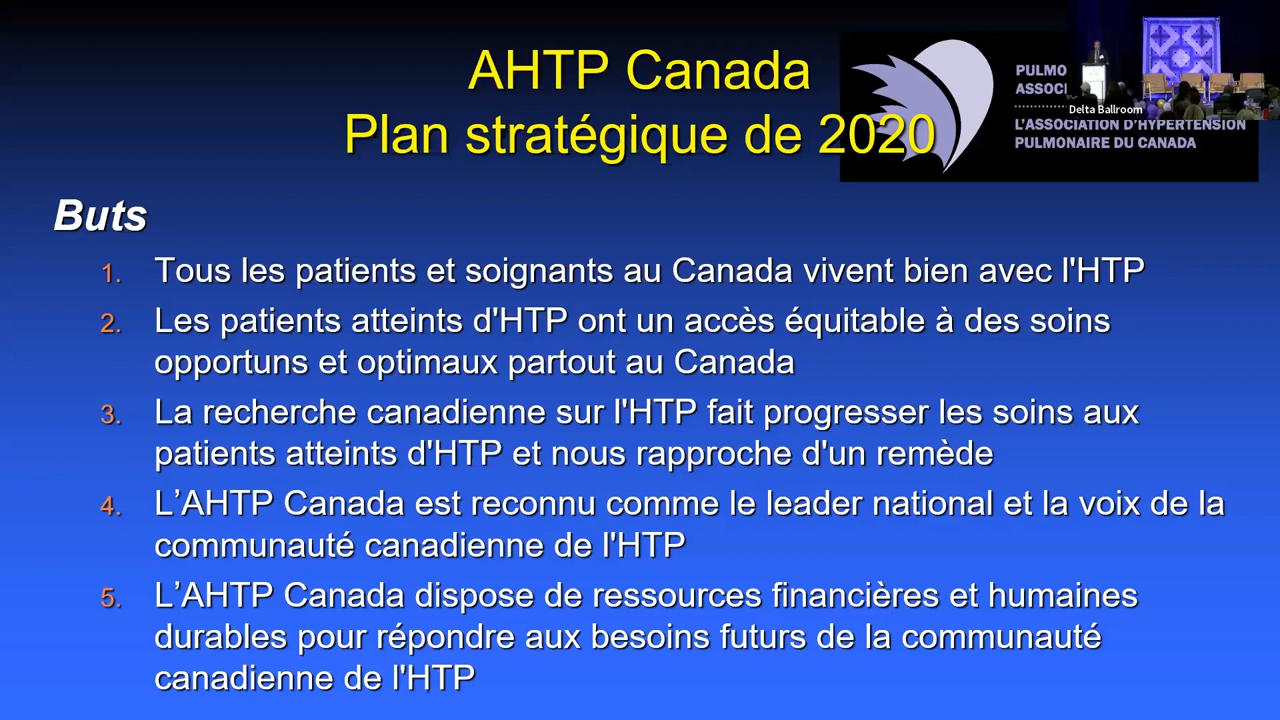 AHTP Canada
Plan stratégique de 2020
PULMO
ASSOCI
Delta Ballroom
L'ASSOCIATION D'HYPERTENSION
PULMONAIRE DU CANADA
Buts
1. Tous les patients et soignants au Canada vivent bien avec l'HTP
2. Les patients atteints d'HTP ont un accès équitable à des soins
opportuns et optimaux partout au Canada
3. La recherche canadienne sur l'HTP fait progresser les soins aux
patients atteints d'HTP et nous rapproche d'un remède
4. L’AHTP Canada est reconnu comme le leader national et la voix de la
communauté canadienne de l'HTP
5. L’AHTP Canada dispose de ressources financières et humaines
durables pour répondre aux besoins futurs de la communauté
canadienne de l'HTP